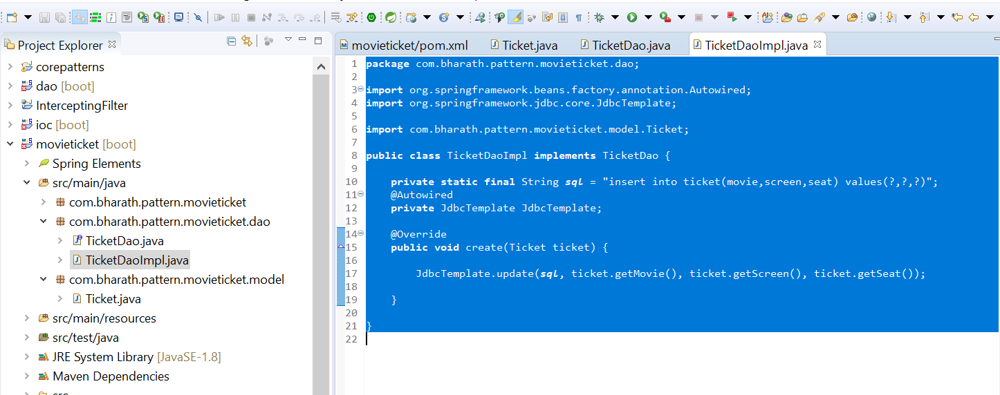 Project Explorer
corepatterns
dao [boot]
InterceptingFilter
ioc [boot]
movieticket [boot]
Spring Elements
src/main/java
com.bharath.pattern.movieticket
com.bharath.pattern.movieticket.dao
TicketDao.java
TicketDaoImpl.java
com.bharath.pattern.movieticket.model
Ticket.java
src/main/resources
src/test/java
JRE System Library [JavaSE-1.8]
Maven Dependencies
src
movieticket/pom.xml Ticket.java TicketDao.java TicketDaoImpl.java
1 package com.bharath.pattern.movieticket.dao;
2
3 import org.springframework.beans.factory.annotation.Autowired;
4 import org.springframework.jdbc.core.JdbcTemplate;
5
6 import com.bharath.pattern.movieticket.model.Ticket;
7
8 public class TicketDaoImpl implements TicketDao {
9
10 private static final String sql = "insert into ticket(movie,screen,seat) values(?,?,?)";
11 @Autowired
12 private JdbcTemplate JdbcTemplate;
13
14 @Override
15 public void create(Ticket ticket) {
16
17 JdbcTemplate.update(sql, ticket.getMovie(), ticket.getScreen(), ticket.getSeat());
18
19 }
20
21 }
22